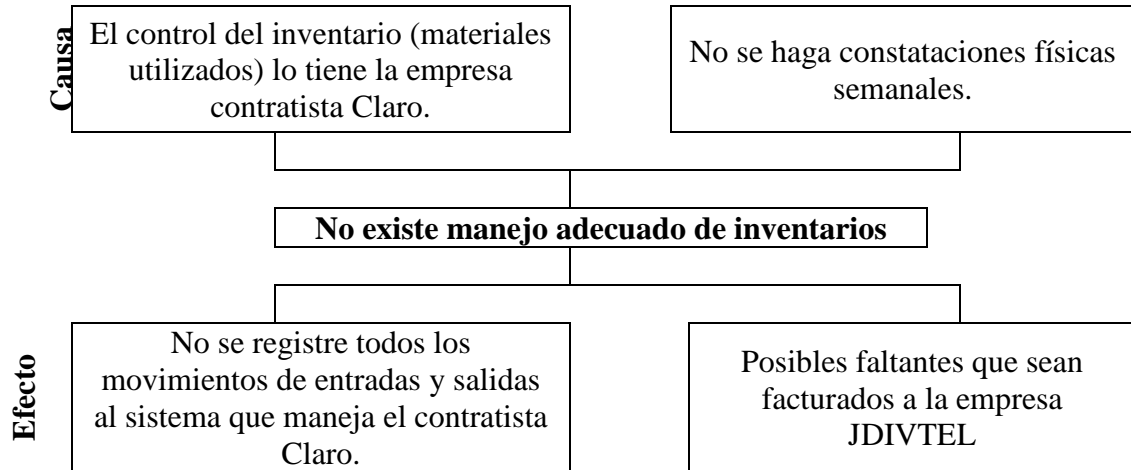 Causa
El control del inventario (materiales
utilizados) lo tiene la empresa
contratista Claro.
No se haga constataciones físicas
semanales.
No existe manejo adecuado de inventarios
Efecto
No se registre todos los
movimientos de entradas y salidas
al sistema que maneja el contratista
Claro.
Posibles faltantes que sean
facturados a la empresa
JDIVTEL